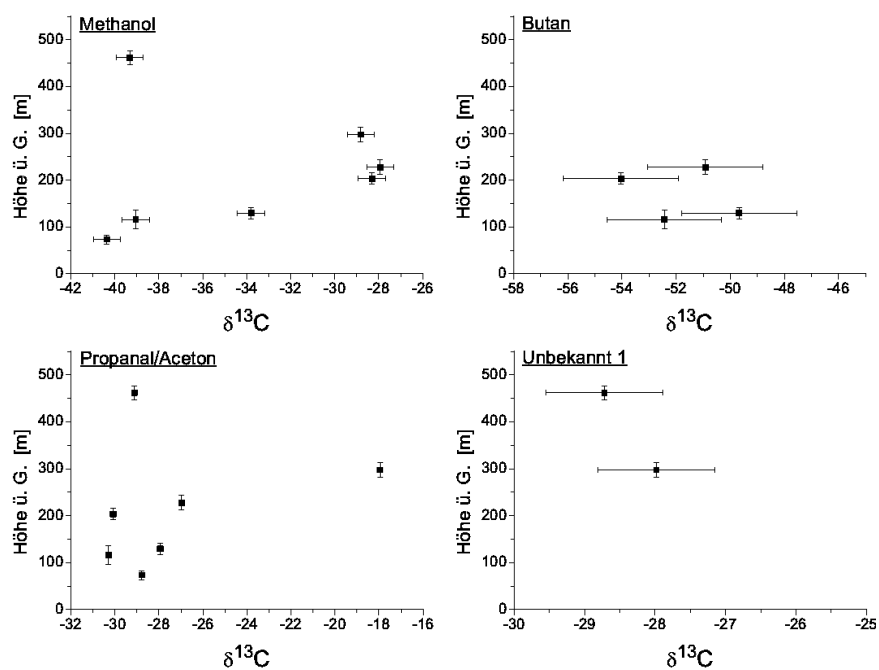 Methanol
500
400
300
200
100
0
Höhe ü. G. [m]
-42 -40 -38 -36 -34 -32 -30 -28 -26
δ¹³C
Butan
500
400
300
200
100
0
Höhe ü. G. [m]
-58 -56 -54 -52 -50 -48 -46
δ¹³C
Propanal/Aceton
500
400
300
200
100
0
Höhe ü. G. [m]
-32 -30 -28 -26 -24 -22 -20 -18 -16
δ¹³C
Unbekannt 1
500
400
300
200
100
0
Höhe ü. G. [m]
-30 -29 -28 -27 -26 -25
δ¹³C